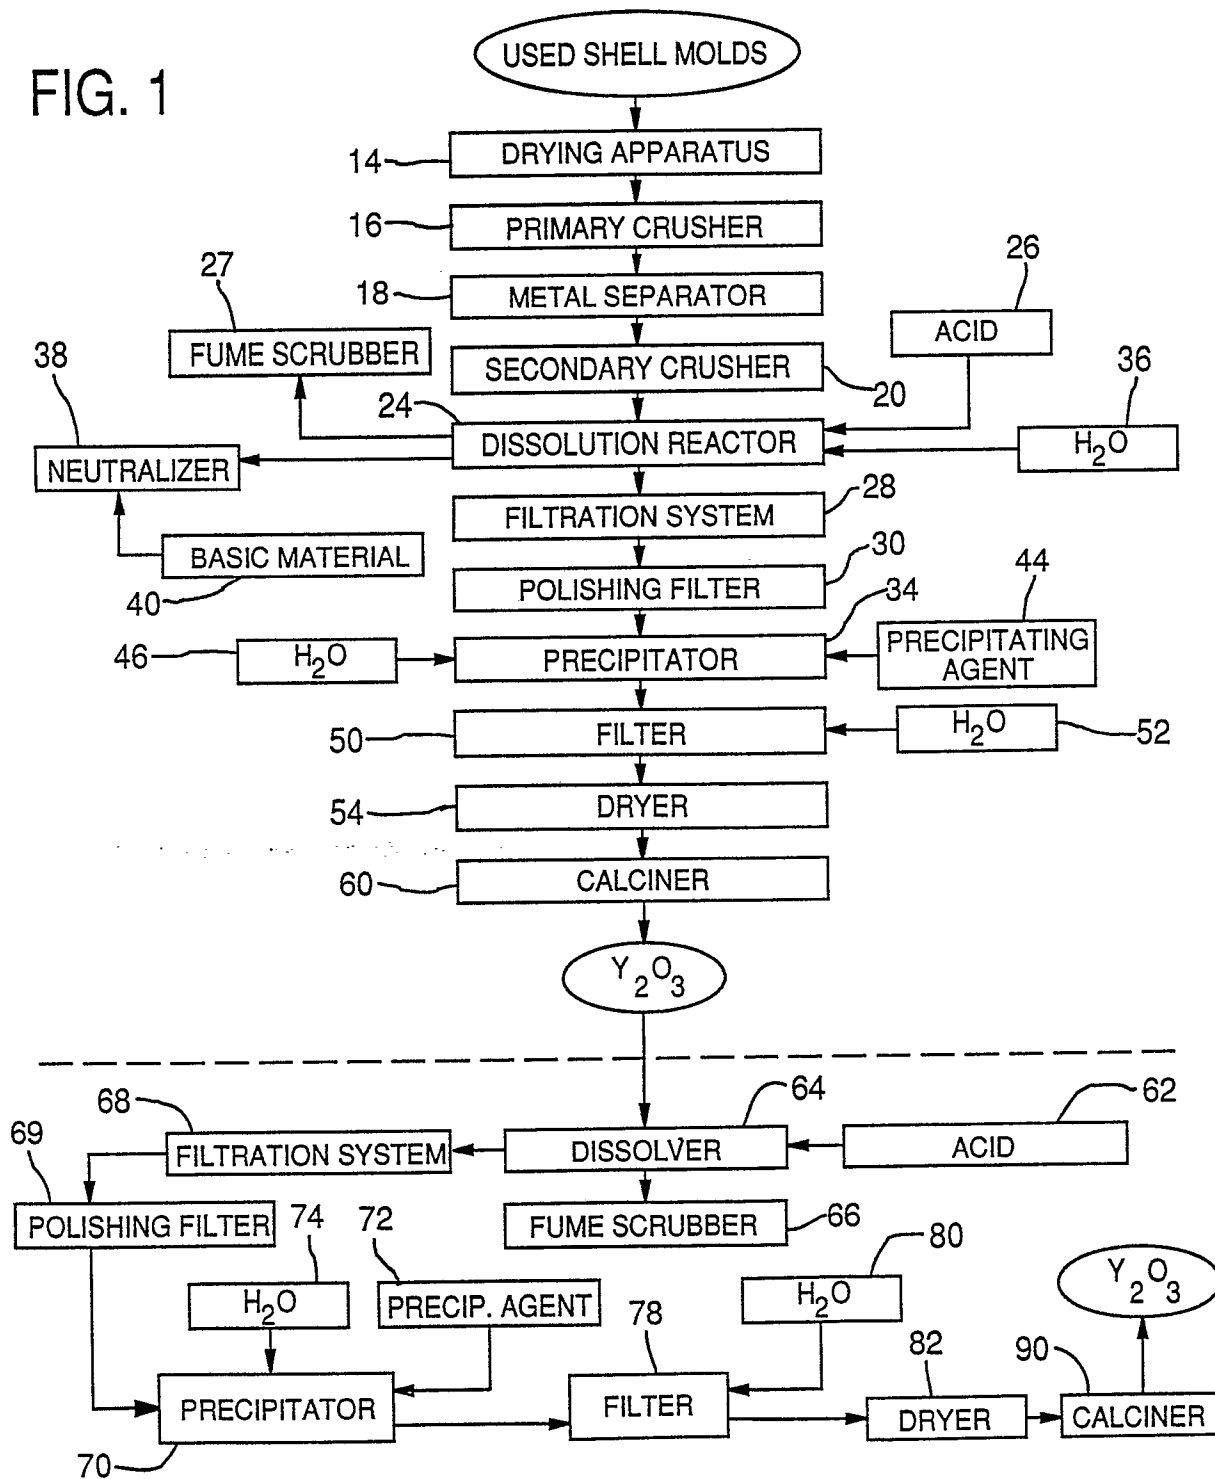 USED SHELL MOLDS
FIG. 1
14
DRYING APPARATUS
16
PRIMARY CRUSHER
27
26
18
METAL SEPARATOR
ACID
FUME SCRUBBER
38
SECONDARY CRUSHER
20
36
24
DISSOLUTION REACTOR
H2O
NEUTRALIZER
28
FILTRATION SYSTEM
BASIC MATERIAL
40
30
POLISHING FILTER
34
44
46
H2O
PRECIPITATOR
PRECIPITATING
AGENT
50
FILTER
H2O
52
54
DRYER
60
CALCINER
Y2O3
68
64
62
69
FILTRATION SYSTEM
DISSOLVER
ACID
POLISHING FILTER
74
72
FUME SCRUBBER
66
80
H2O
PRECIP. AGENT
78
H2O
Y2O3
82
90
PRECIPITATOR
FILTER
DRYER
CALCINER
70